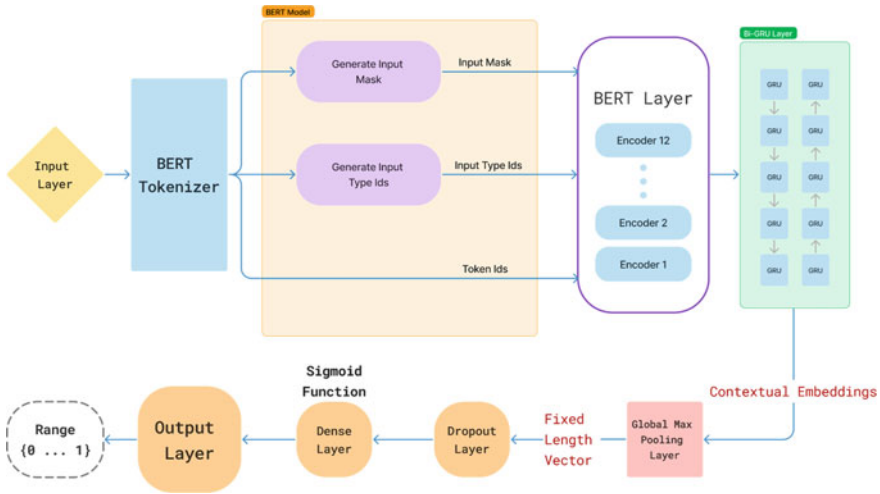 BERT Model
Bi-GRU Layer
Generate Input
Mask
Input Mask
BERT Layer
Input
Layer
BERT
Tokenizer
Generate Input
Type Ids
Input Type Ids
Token Ids
Encoder 12
Encoder 2
Encoder 1
GRU GRU
GRU GRU
GRU GRU
GRU GRU
GRU GRU
Contextual Embeddings
Global Max
Pooling
Layer
Fixed
Length
Vector
Dropout
Layer
Sigmoid
Function
Dense
Layer
Output
Layer
Range
{0 ... 1}